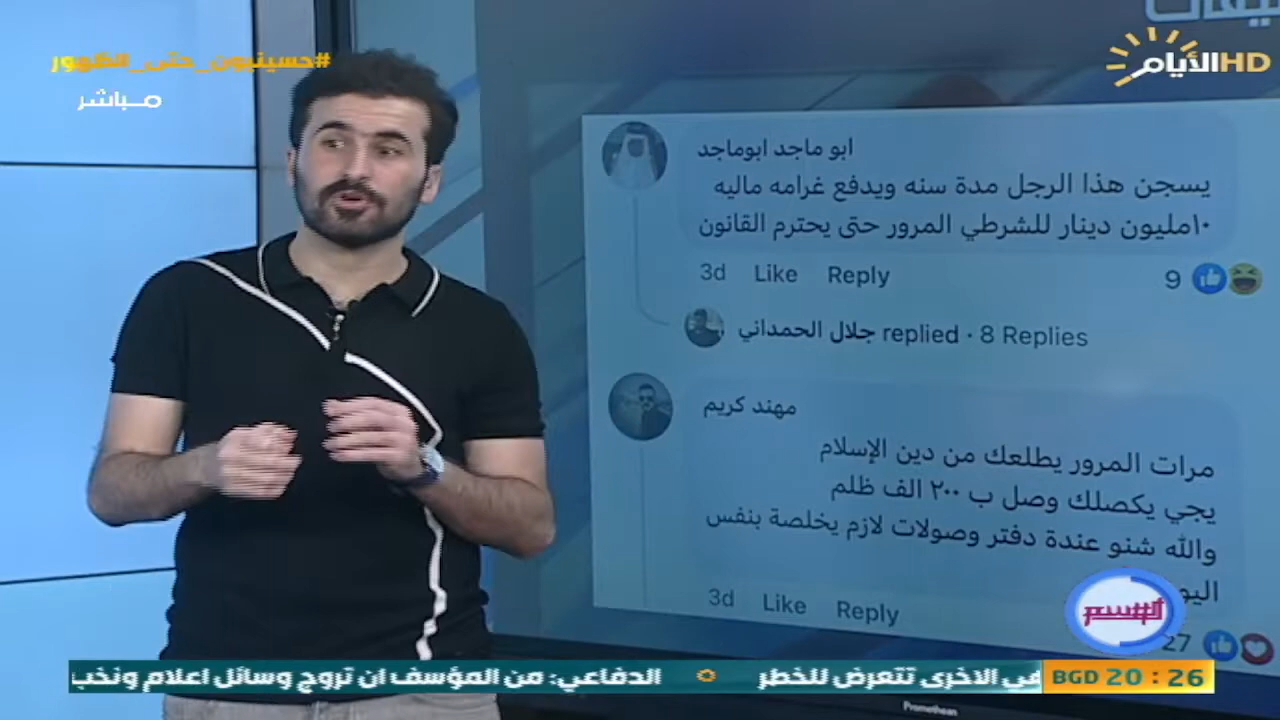 #حسينيون_حتى_الظهور
مباشر
الأيام HD
ابو ماجد ابوماجد
يسجن هذا الرجل مدة سنه ويدفع غرامه ماليه
١٠مليون دينار للشرطي المرور حتى يحترم القانون
3d Like Reply 9
جلال الحمداني replied · 8 Replies
مهند كريم
مرات المرور يطلعك من دين الإسلام
يجي يكصلك وصل ب ٢٠٠ الف ظلم
والله شنو عندة دفتر وصولات لازم يخلصة بنفس
3d Like Reply
27
هي الاخرى تتعرض للخطر
الدفاعي: من المؤسف ان تروج وسائل اعلام ونخب
BGD 20:26
Promethean